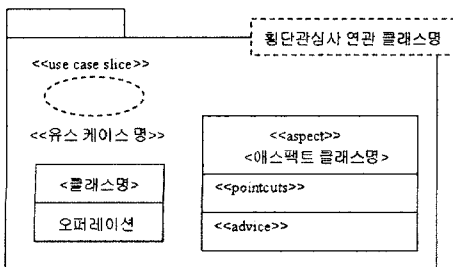 횡단관심사 연관 클래스명
<<use case slice>>
<<유스 케이스 명>>
<<aspect>>
<애스팩트 클래스명>
<<pointcuts>>
<<advice>>
<클래스명>
오퍼레이션